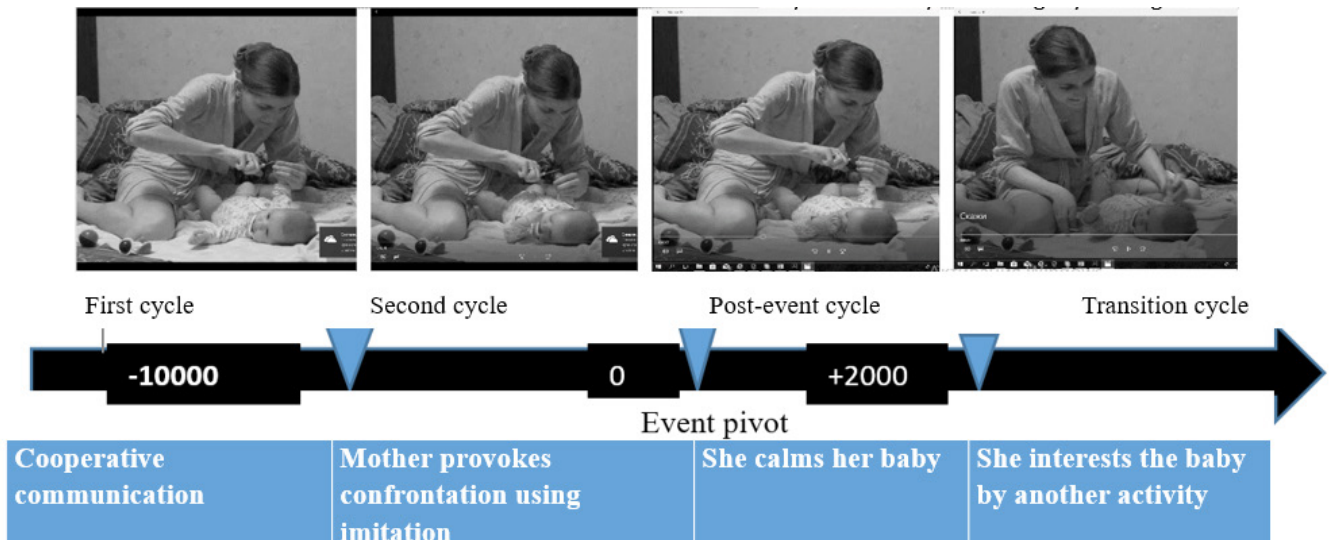 Скажи
First cycle
Second cycle
Post-event cycle
Transition cycle
-10000
0
+2000
Event pivot
Cooperative
communication
Mother provokes
confrontation using
imitation
She calms her baby
She interests the baby
by another activity